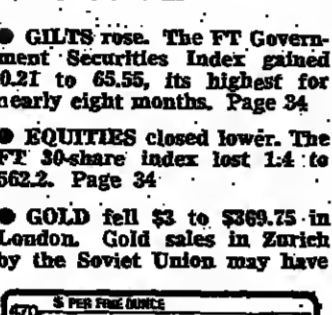 ● GILTS rose. The FT Govern-
ment Securities Index gained
0.21 to 65.55, its highest for
nearly eight months. Page 34
● EQUITIES closed lower. The
FT 30-share index lost 1.4 to
562.2. Page 34
● GOLD fell $3 to $369.75 in
London. Gold sales in Zurich
by the Soviet Union may have
470 $ PER FINE OUNCE